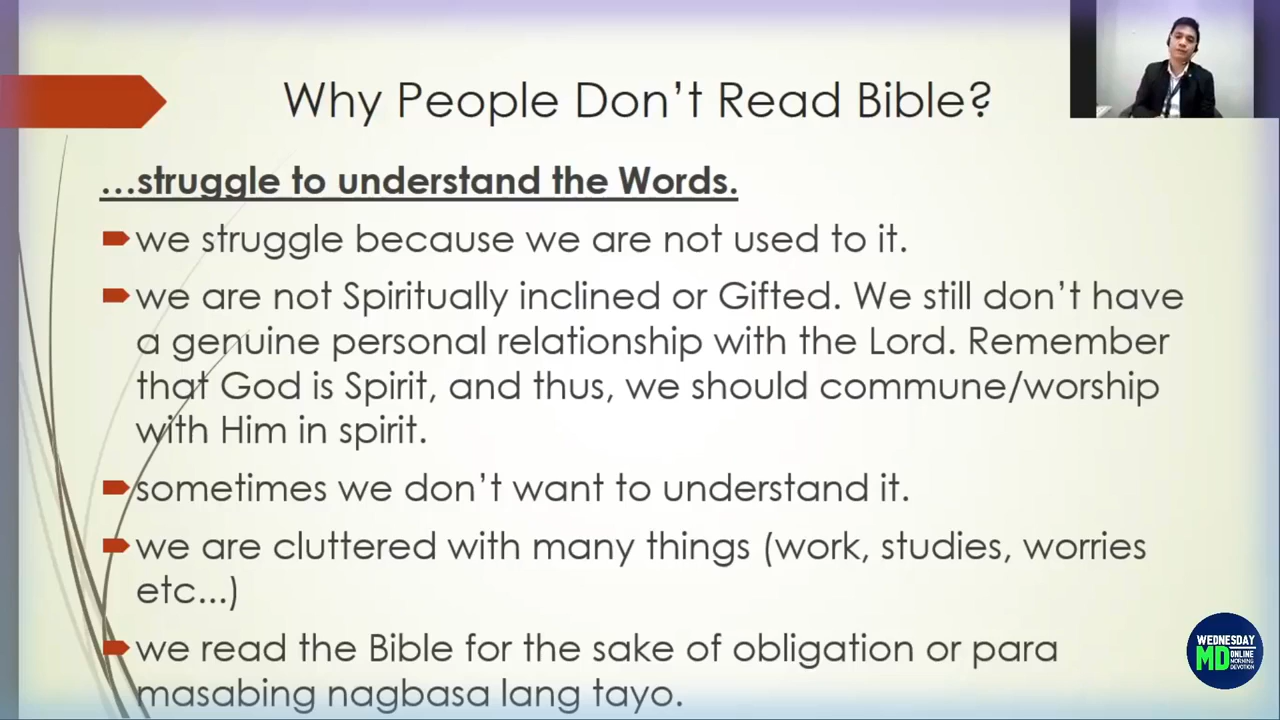 Why People Don't Read Bible?
...struggle to understand the Words.
we struggle because we are not used to it.
we are not Spiritually inclined or Gifted. We still don't have
a genuine personal relationship with the Lord. Remember
that God is Spirit, and thus, we should commune/worship
with Him in spirit.
sometimes we don't want to understand it.
we are cluttered with many things (work, studies, worries
etc...)
we read the Bible for the sake of obligation or para
masabing nagbasa lang tayo.
WEDNESDAY
MD ONLINE
MORNING
DEVOTION